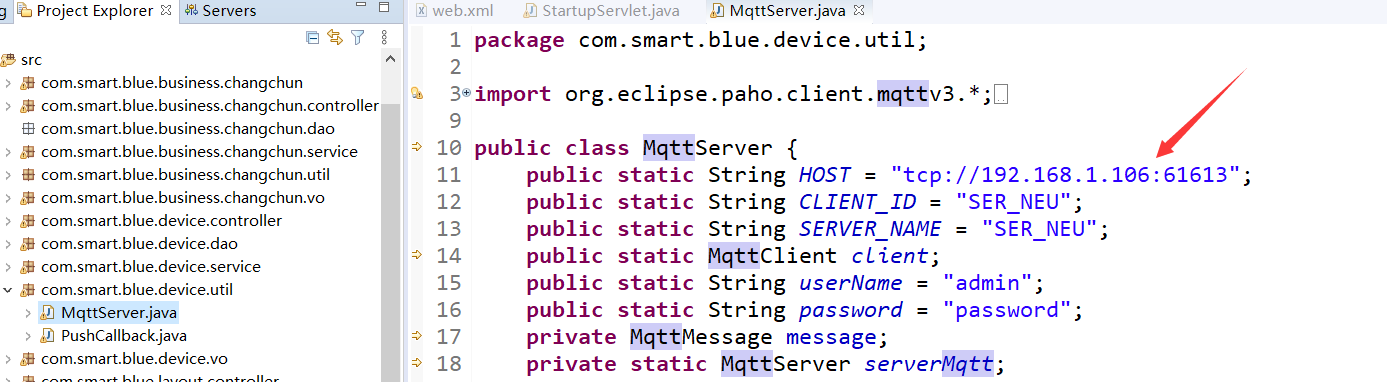 g
Project Explorer
Servers
src
com.smart.blue.business.changchun
com.smart.blue.business.changchun.controller
com.smart.blue.business.changchun.dao
com.smart.blue.business.changchun.service
com.smart.blue.business.changchun.util
com.smart.blue.business.changchun.vo
com.smart.blue.device.controller
com.smart.blue.device.dao
com.smart.blue.device.service
com.smart.blue.device.util
MqttServer.java
PushCallback.java
com.smart.blue.device.vo
com.smart.blue.layout.controller
web.xml
StartupServlet.java
MqttServer.java
1 package com.smart.blue.device.util;
2
3 import org.eclipse.paho.client.mqttv3.*;
9
10 public class MqttServer {
11 public static String HOST = "tcp://192.168.1.106:61613";
12 public static String CLIENT_ID = "SER_NEU";
13 public static String SERVER_NAME = "SER_NEU";
14 public static MqttClient client;
15 public static String userName = "admin";
16 public static String password = "password";
17 private MqttMessage message;
18 private static MqttServer serverMqtt;